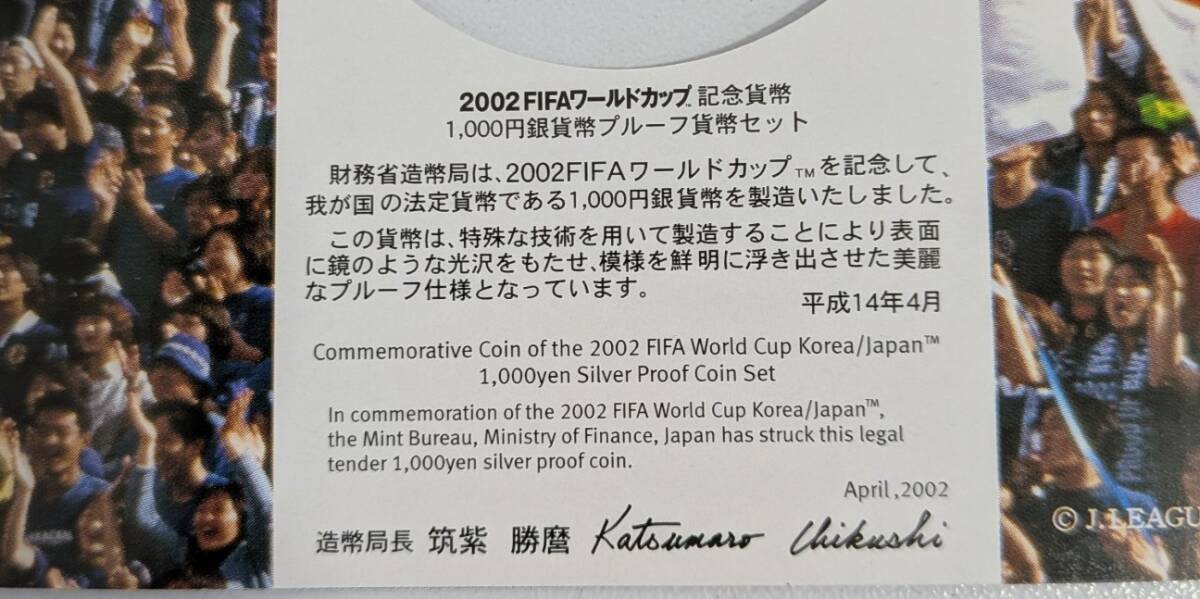 2002 FIFAワールドカップ™ 記念貨幣
1,000円銀貨幣プルーフ貨幣セット
財務省造幣局は、2002FIFAワールドカップ™を記念して、
我が国の法定貨幣である1,000円銀貨幣を製造いたしました。
この貨幣は、特殊な技術を用いて製造することにより表面
に鏡のような光沢をもたせ、模様を鮮明に浮き出させた美麗
なプルーフ仕様となっています。
平成14年4月
Commemorative Coin of the 2002 FIFA World Cup Korea/Japan™
1,000yen Silver Proof Coin Set
In commemoration of the 2002 FIFA World Cup Korea/Japan™,
the Mint Bureau, Ministry of Finance, Japan has struck this legal
tender 1,000yen silver proof coin.
April ,2002
造幣局長 筑紫 勝麿 Katsumaro Chikushi
© J.LEAGU